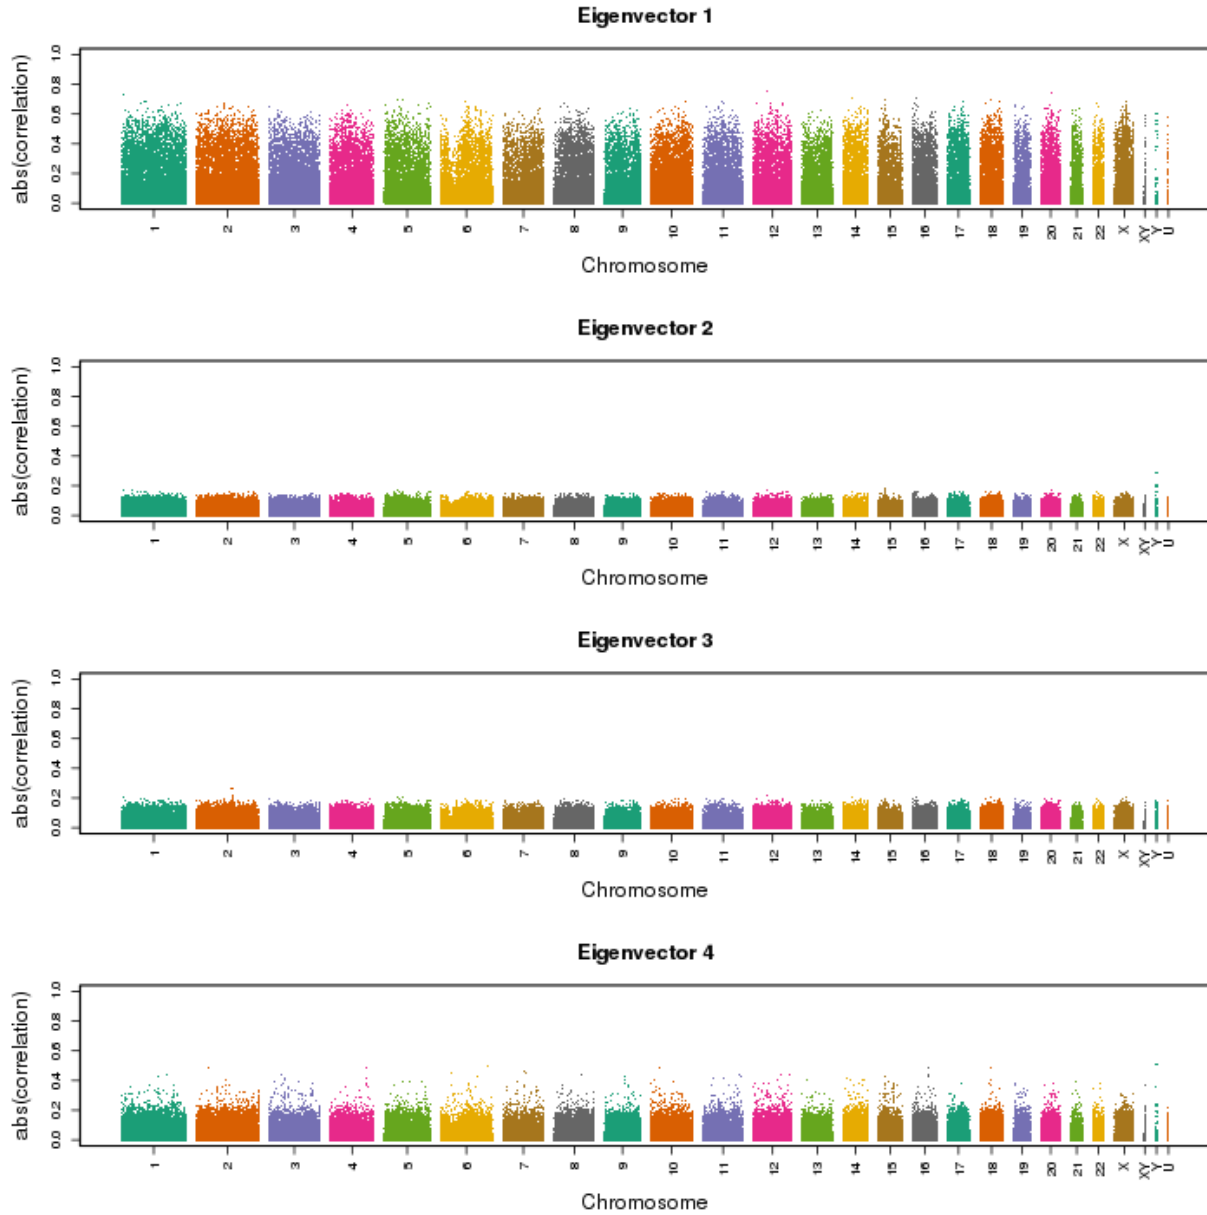 Eigenvector 1
abs(correlation)
0.0 0.2 0.4 0.6 0.8 1.0
1 2 3 4 5 6 7 8 9 10 11 12 13 14 15 16 17 18 19 20 21 22 X XY Y U
Chromosome
Eigenvector 2
abs(correlation)
0.0 0.2 0.4 0.6 0.8 1.0
1 2 3 4 5 6 7 8 9 10 11 12 13 14 15 16 17 18 19 20 21 22 X XY Y U
Chromosome
Eigenvector 3
abs(correlation)
0.0 0.2 0.4 0.6 0.8 1.0
1 2 3 4 5 6 7 8 9 10 11 12 13 14 15 16 17 18 19 20 21 22 X XY Y U
Chromosome
Eigenvector 4
abs(correlation)
0.0 0.2 0.4 0.6 0.8 1.0
1 2 3 4 5 6 7 8 9 10 11 12 13 14 15 16 17 18 19 20 21 22 X XY Y U
Chromosome